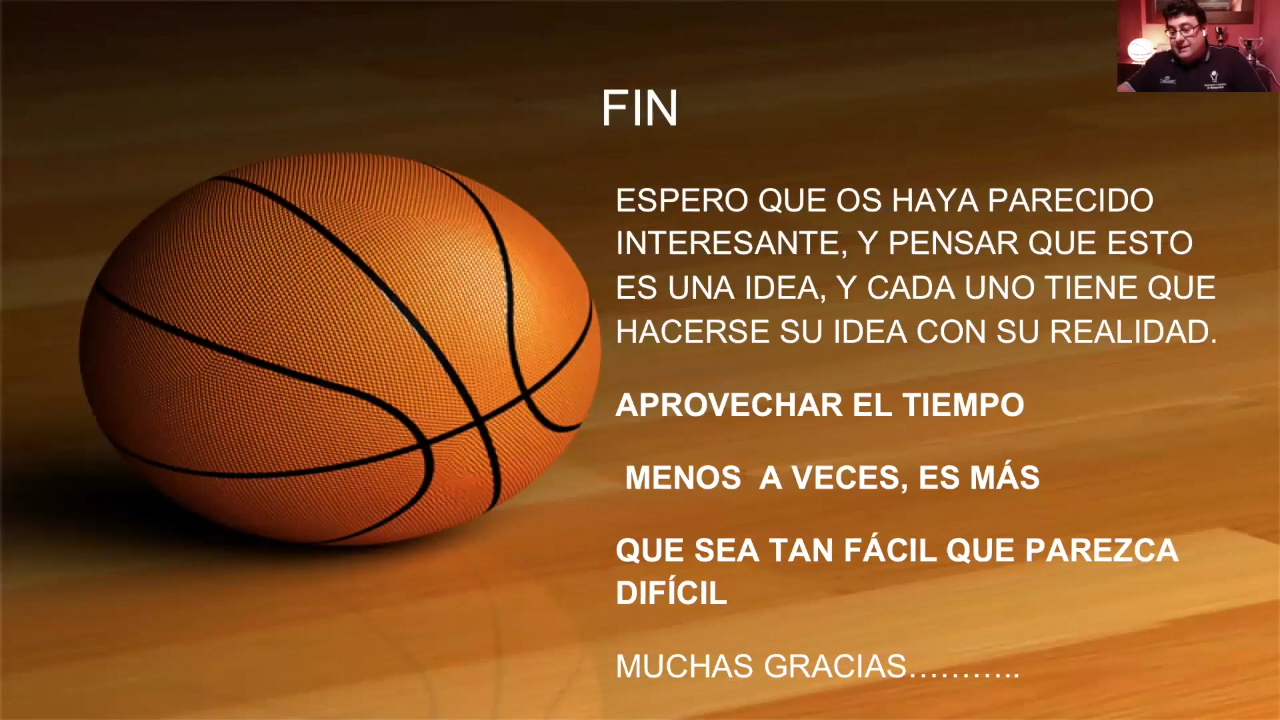 FIN
ESPERO QUE OS HAYA PARECIDO
INTERESANTE, Y PENSAR QUE ESTO
ES UNA IDEA, Y CADA UNO TIENE QUE
HACERSE SU IDEA CON SU REALIDAD.
APROVECHAR EL TIEMPO
MENOS  A VECES, ES MÁS
QUE SEA TAN FÁCIL QUE PAREZCA
DIFÍCIL
MUCHAS GRACIAS………..